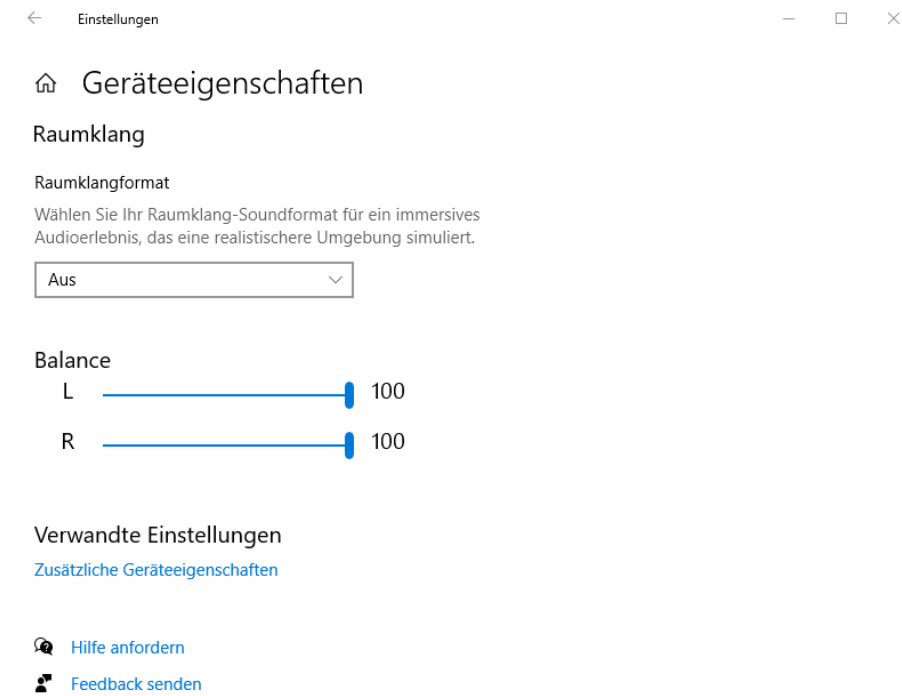 Einstellungen
Geräteeigenschaften
Raumklang
Raumklangformat
Wählen Sie Ihr Raumklang-Soundformat für ein immersives
Audioerlebnis, das eine realistischere Umgebung simuliert.
Aus
Balance
L 100
R 100
Verwandte Einstellungen
Zusätzliche Geräteeigenschaften
Hilfe anfordern
Feedback senden